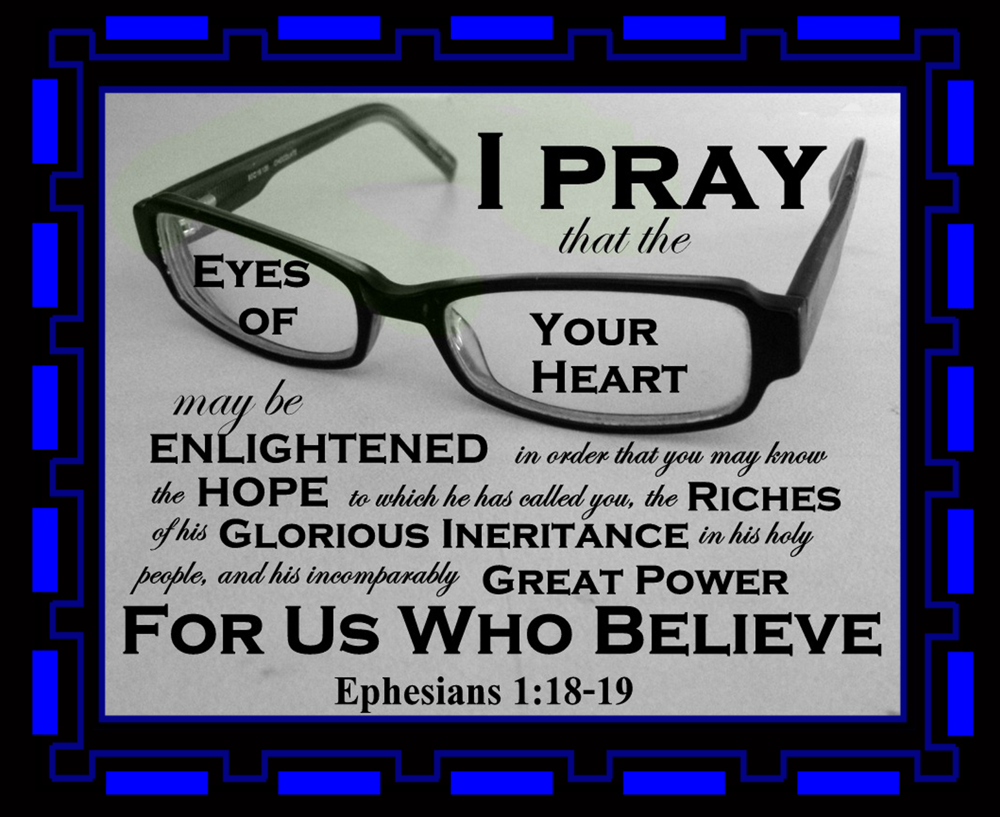 I PRAY
that the
EYES
OF
YOUR
HEART
may be
ENLIGHTENED in order that you may know
the HOPE to which he has called you, the RICHES
of his GLORIOUS INERITANCE in his holy
people, and his incomparably GREAT POWER
FOR US WHO BELIEVE
Ephesians 1:18-19